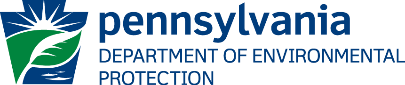 pennsylvania
DEPARTMENT OF ENVIRONMENTAL
PROTECTION